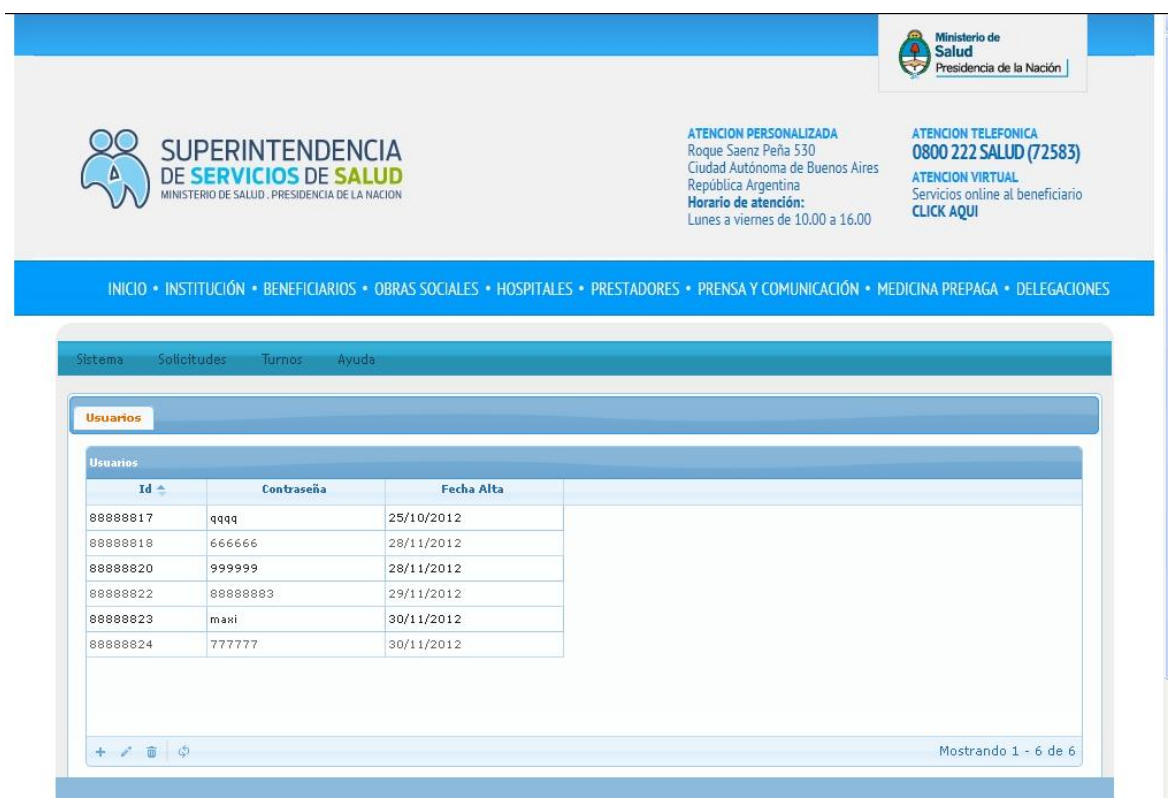 Ministerio de
Salud
Presidencia de la Nación
SUPERINTENDENCIA
DE SERVICIOS DE SALUD
MINISTERIO DE SALUD . PRESIDENCIA DE LA NACION
ATENCION PERSONALIZADA
Roque Saenz Peña 530
Ciudad Autónoma de Buenos Aires
República Argentina
Horario de atención:
Lunes a viernes de 10.00 a 16.00
ATENCION TELEFONICA
0800 222 SALUD (72583)
ATENCION VIRTUAL
Servicios online al beneficiario
CLICK AQUI
INICIO • INSTITUCIÓN • BENEFICIARIOS • OBRAS SOCIALES • HOSPITALES • PRESTADORES • PRENSA Y COMUNICACIÓN • MEDICINA PREPAGA • DELEGACIONES
Sistema Solicitudes Turnos Ayuda
Usuarios
Usuarios
Id Contraseña Fecha Alta
88888817 qqqq 25/10/2012
88888818 666666 28/11/2012
88888820 999999 28/11/2012
88888822 88888883 29/11/2012
88888823 maxi 30/11/2012
88888824 777777 30/11/2012
Mostrando 1 - 6 de 6